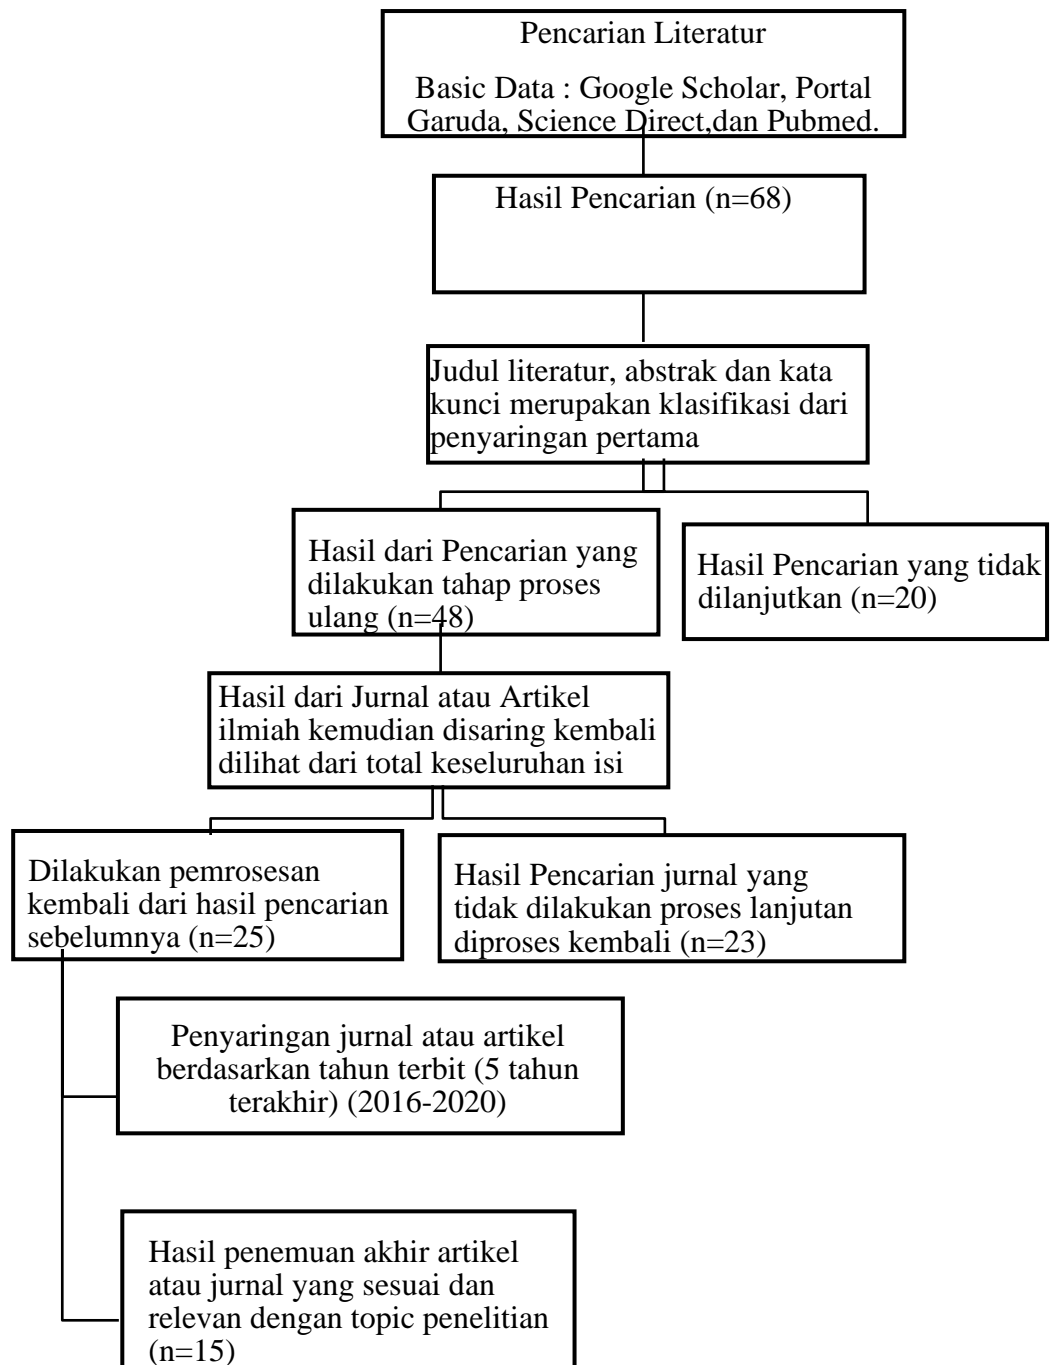 Pencarian Literatur
Basic Data : Google Scholar, Portal
Garuda, Science Direct,dan Pubmed.
Hasil Pencarian (n=68)
Judul literatur, abstrak dan kata
kunci merupakan klasifikasi dari
penyaringan pertama
Hasil dari Pencarian yang
dilakukan tahap proses
ulang (n=48)
Hasil Pencarian yang tidak
dilanjutkan (n=20)
Hasil dari Jurnal atau Artikel
ilmiah kemudian disaring kembali
dilihat dari total keseluruhan isi
Dilakukan pemrosesan
kembali dari hasil pencarian
sebelumnya (n=25)
Hasil Pencarian jurnal yang
tidak dilakukan proses lanjutan
diproses kembali (n=23)
Penyaringan jurnal atau artikel
berdasarkan tahun terbit (5 tahun
terakhir) (2016-2020)
Hasil penemuan akhir artikel
atau jurnal yang sesuai dan
relevan dengan topic penelitian
(n=15)